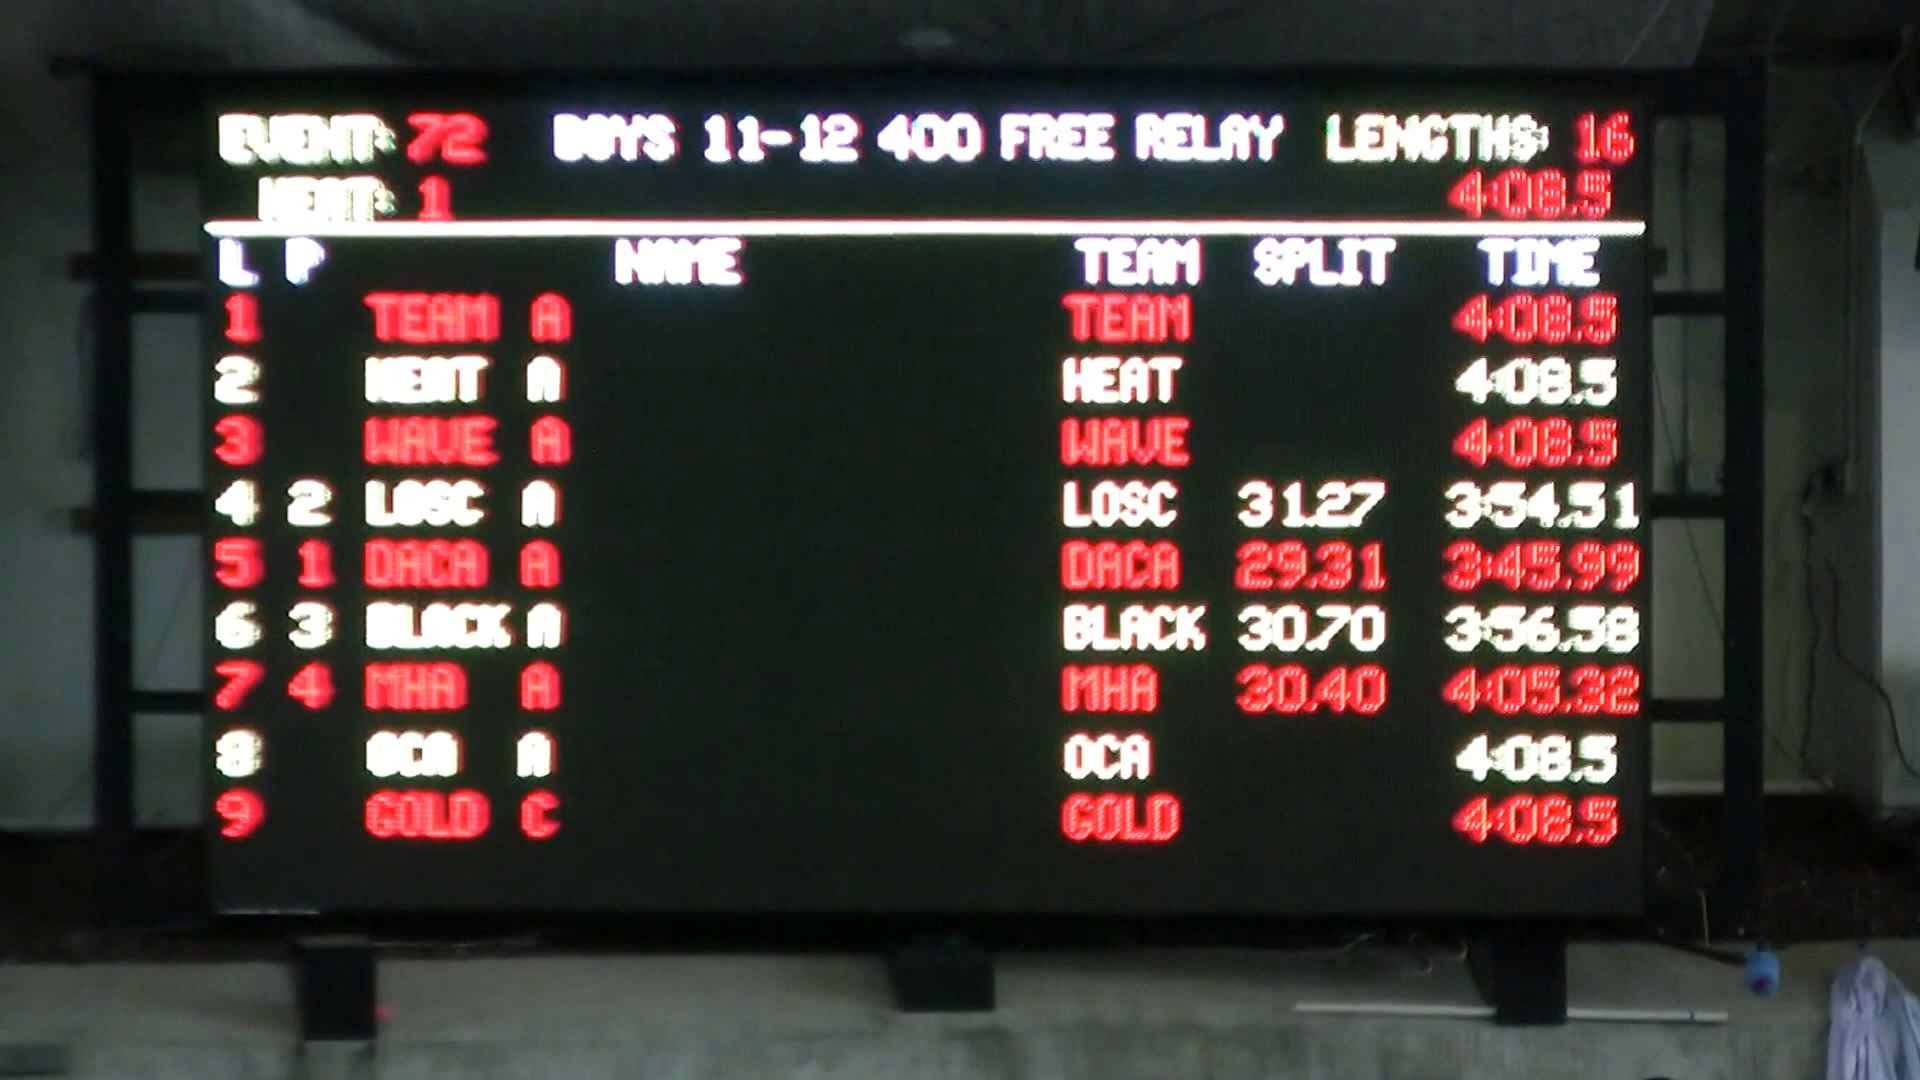 EVENT: 72 BOYS 11-12 400 FREE RELAY LENGTHS: 16
HEAT: 1 4:08.5
L P NAME TEAM SPLIT TIME
1 TEAM A TEAM 4:08.5
2 HEAT A HEAT 4:08.5
3 WAVE A WAVE 4:08.5
4 2 LOSC A LOSC 31.27 3:54.51
5 1 DACA A DACA 29.31 3:45.99
6 3 BLACK A BLACK 30.70 3:56.58
7 4 MHA A MHA 30.40 4:05.32
8 OCA A OCA 4:08.5
9 GOLD C GOLD 4:08.5